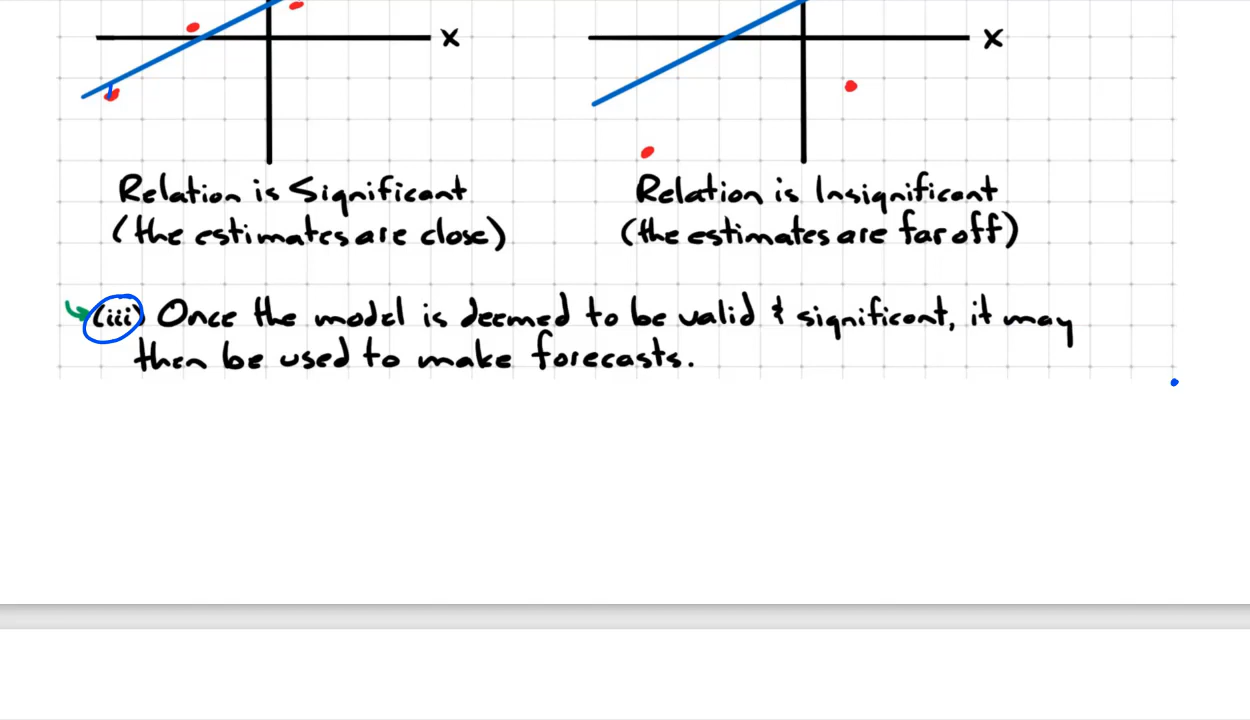 x
x
Relation is Significant
(the estimates are close)
Relation is Insignificant
(the estimates are far off)
(iii) Once the model is deemed to be valid & significant, it may
then be used to make forecasts.